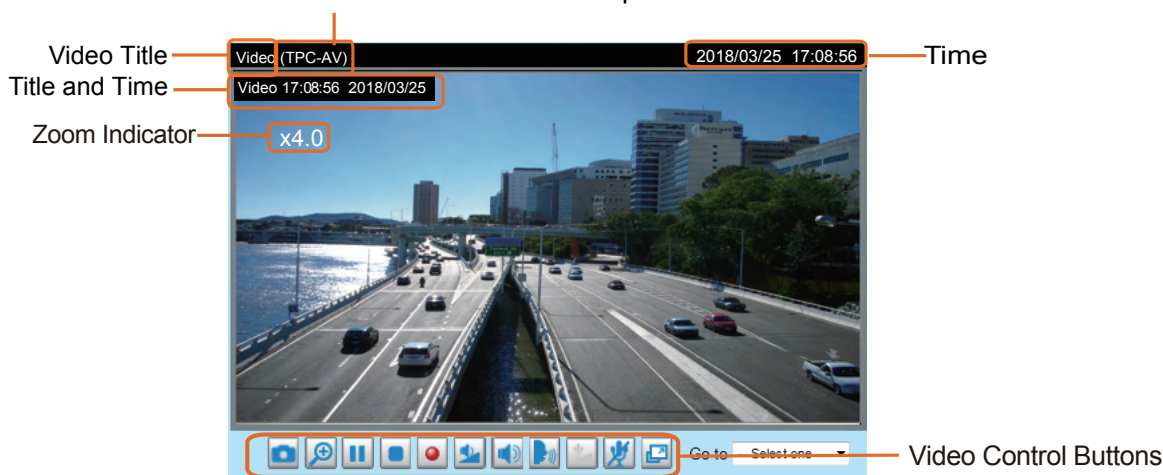 Video Title
Video (TPC-AV)
2018/03/25 17:08:56
Time
Title and Time
Video 17:08:56 2018/03/25
Zoom Indicator
x4.0
Go to
Select one
Video Control Buttons